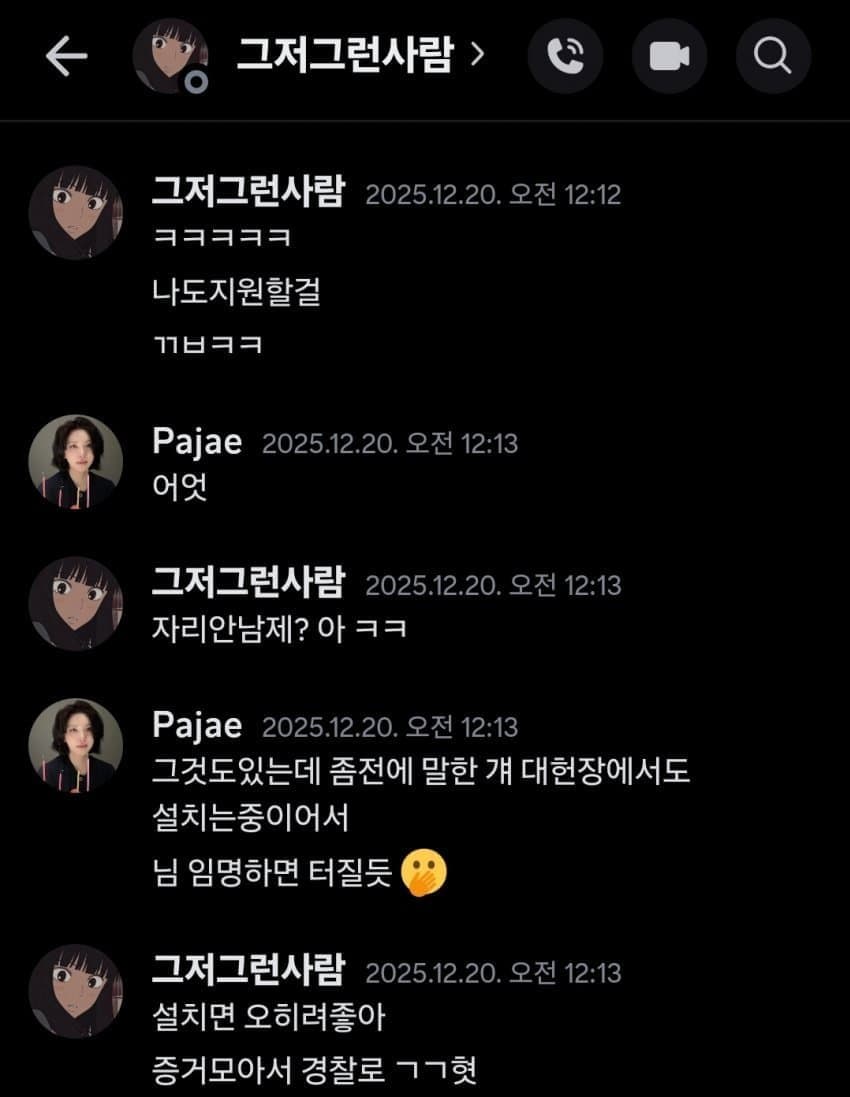 그저그런사람
그저그런사람 2025.12.20. 오전 12:12
ㅋㅋㅋㅋㅋ
나도지원할걸
ㄲㅂㅋㅋ
Pajae 2025.12.20. 오전 12:13
어엇
그저그런사람 2025.12.20. 오전 12:13
자리안남제? 아 ㅋㅋ
Pajae 2025.12.20. 오전 12:13
그것도있는데 좀전에 말한 걔 대헌장에서도
설치는중이어서
님 임명하면 터질듯 🫢
그저그런사람 2025.12.20. 오전 12:13
설치면 오히려좋아
증거모아서 경찰로 ㄱㄱ혓